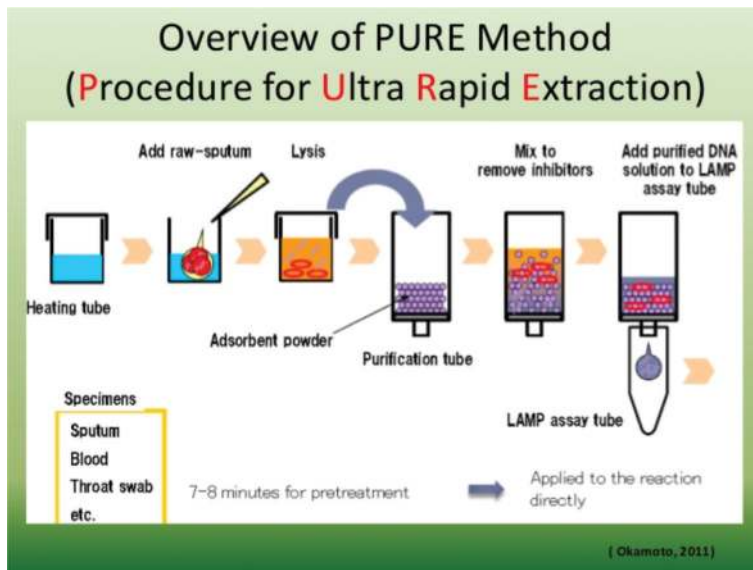 Overview of PURE Method
(Procedure for Ultra Rapid Extraction)
Add raw-sputum
Lysis
Mix to
remove inhibitors
Add purified DNA
solution to LAMP
assay tube
Heating tube
Adsorbent powder
Purification tube
LAMP assay tube
Specimens
Sputum
Blood
Throat swab
etc.
7-8 minutes for pretreatment
Applied to the reaction
directly
( Okamoto, 2011)